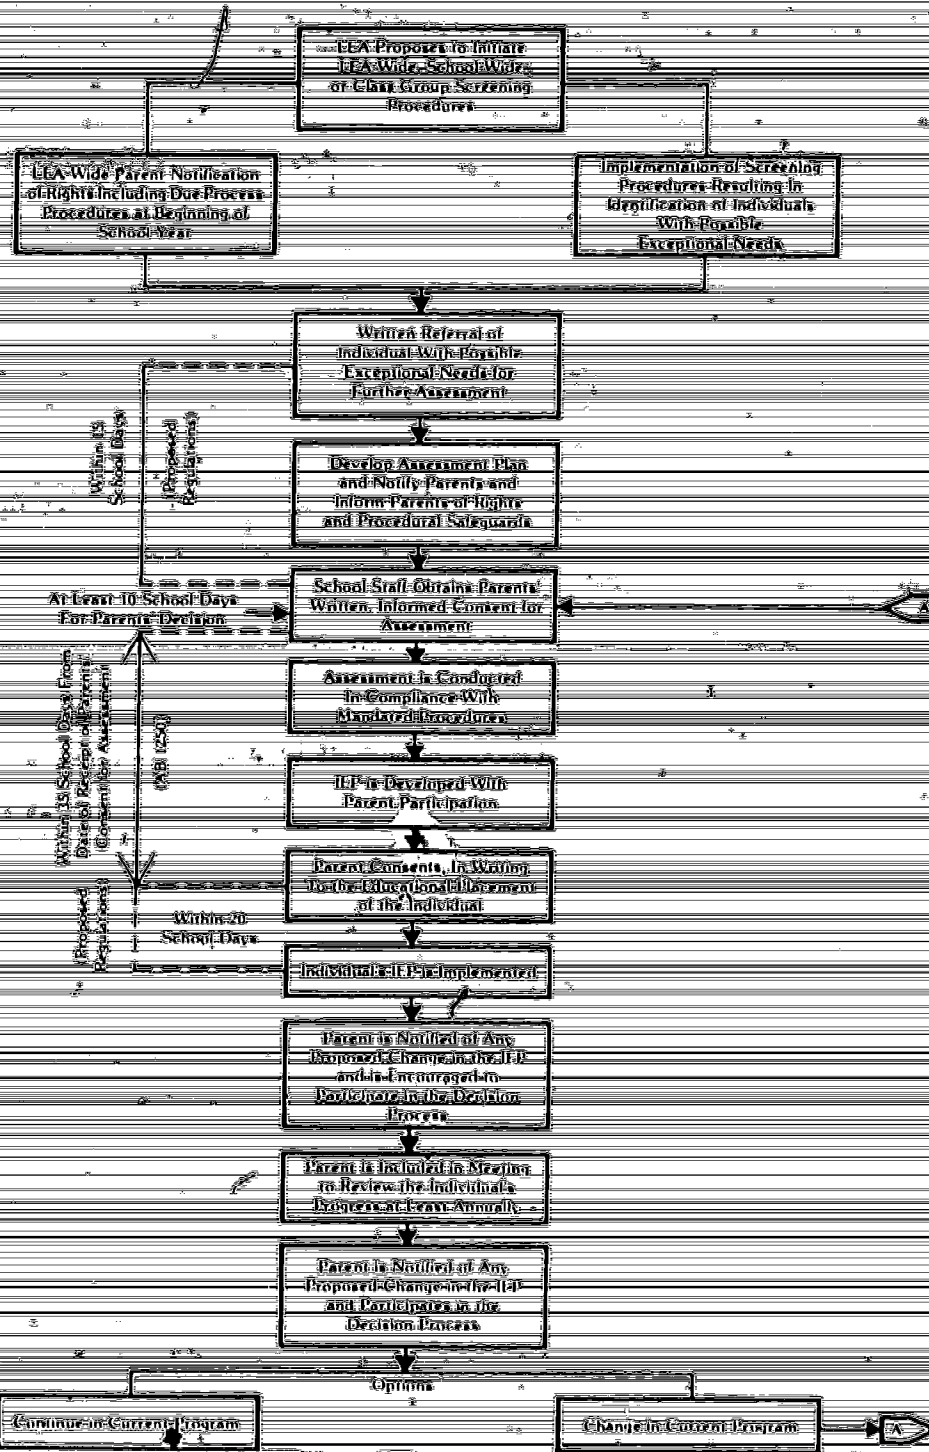 LEA Proposes to Initiate
LEA-Wide, School-Wide,
or Class Group Screening
Procedures
LEA-Wide Parent Notification
of Rights Including Due Process
Procedures at Beginning of
School Year
Implementation of Screening
Procedures Resulting In
Identification of Individuals
With Possible
Exceptional Needs
Written Referral of
Individual With Possible
Exceptional Needs for
Further Assessment
Within 15
School Days
(Proposed
Regulations)
Develop Assessment Plan
and Notify Parents and
Inform Parents of Rights
and Procedural Safeguards
At Least 10 School Days
For Parents' Decision
School Staff Obtains Parents'
Written, Informed Consent for
Assessment
A
Assessment is Conducted
In Compliance With
Mandated Procedures
Within 35 School Days From
Date of Receipt of Parents'
Consent for Assessment
(AB 1250)
IEP is Developed With
Parent Participation
Parent Consents, In Writing
To the Educational Placement
of the Individual
(Proposed
Regulations)
Within 20
School Days
Individual's IEP is Implemented
Parent is Notified of Any
Proposed Change in the IEP
and is Encouraged to
Participate in the Decision
Process
Parent is Included in Meeting
to Review the Individual's
Progress at Least Annually
Parent is Notified of Any
Proposed Change in the IEP
and Participates in the
Decision Process
Options
Continue in Current Program
Change in Current Program
A